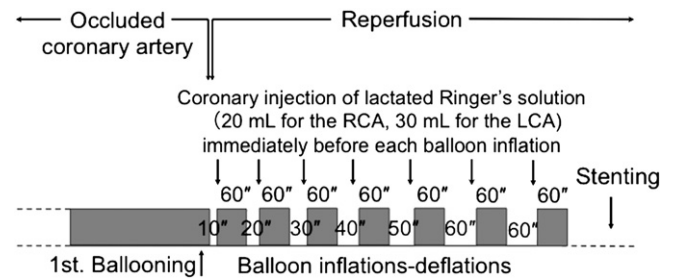 Occluded
coronary artery
Reperfusion
Coronary injection of lactated Ringer’s solution
（20 mL for the RCA, 30 mL for the LCA)
immediately before each balloon inflation
Stenting
60″ 60″ 60″ 60″ 60″ 60″ 60″
10″ 20″ 30″ 40″ 50″ 60″ 60″
1st. Ballooning
Balloon inflations-deflations